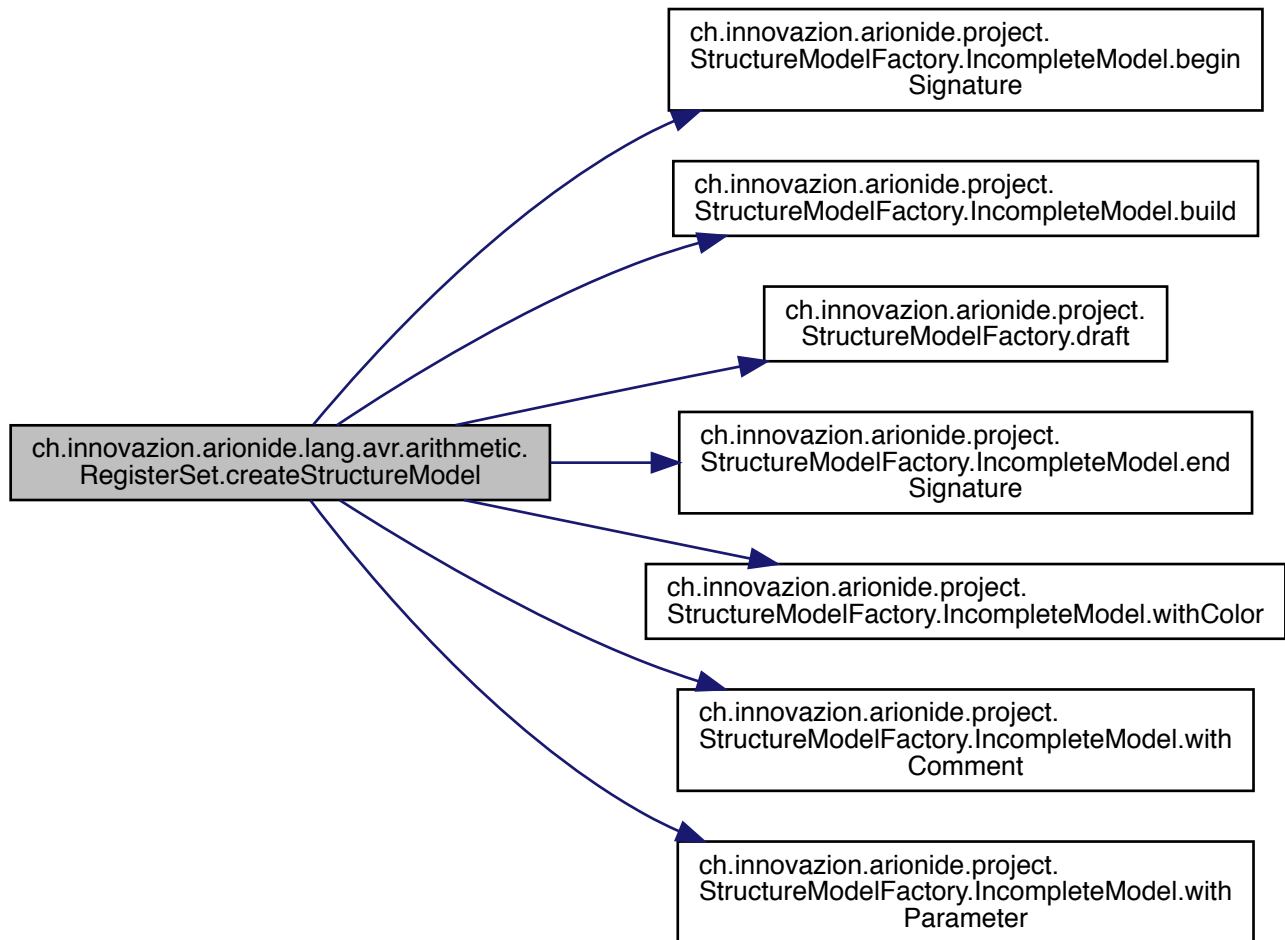 ch.innovazion.arionide.project.
StructureModelFactory.IncompleteModel.begin
Signature
ch.innovazion.arionide.project.
StructureModelFactory.IncompleteModel.build
ch.innovazion.arionide.project.
StructureModelFactory.draft
ch.innovazion.arionide.lang.avr.arithmetic.
RegisterSet.createStructureModel
ch.innovazion.arionide.project.
StructureModelFactory.IncompleteModel.end
Signature
ch.innovazion.arionide.project.
StructureModelFactory.IncompleteModel.withColor
ch.innovazion.arionide.project.
StructureModelFactory.IncompleteModel.with
Comment
ch.innovazion.arionide.project.
StructureModelFactory.IncompleteModel.with
Parameter